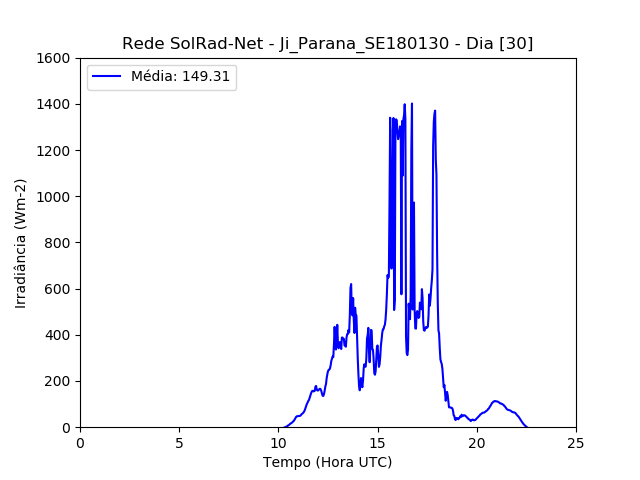 Rede SolRad-Net - Ji_Parana_SE180130 - Dia [30]
Média: 149.31
Irradiância (Wm-2)
1600
1400
1200
1000
800
600
400
200
0
0 5 10 15 20 25
Tempo (Hora UTC)